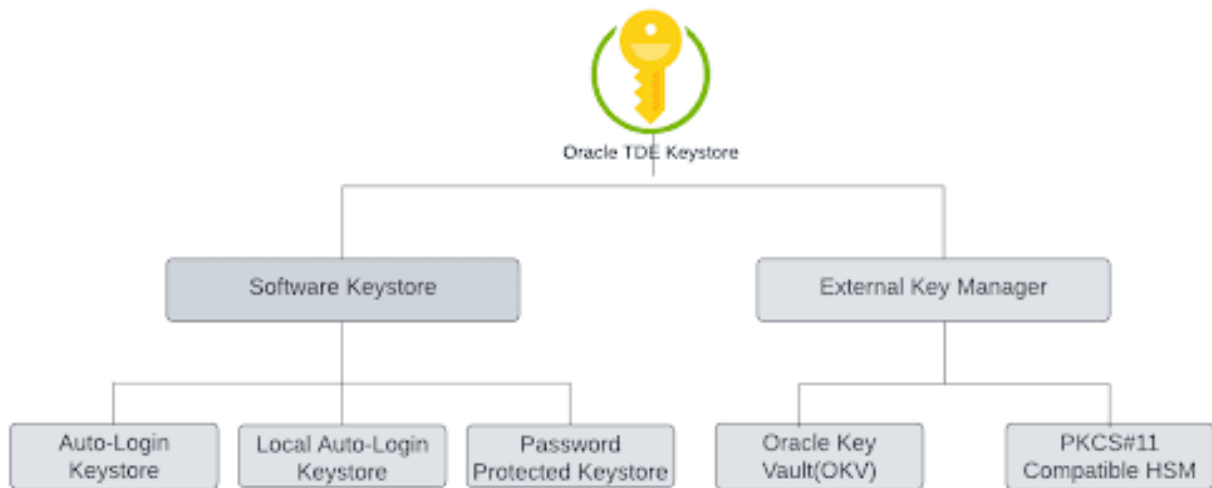 Oracle TDE Keystore
Software Keystore
External Key Manager
Auto-Login
Keystore
Local Auto-Login
Keystore
Password
Protected Keystore
Oracle Key
Vault(OKV)
PKCS#11
Compatible HSM